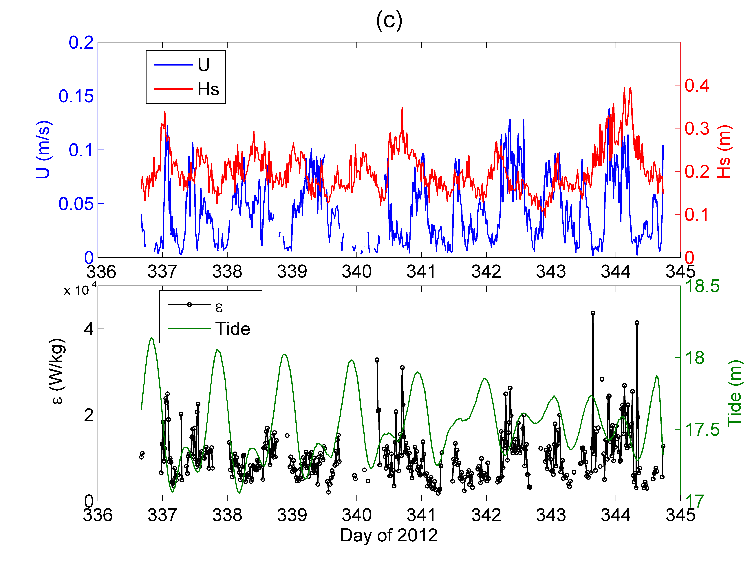 (c)
0.2
0.15
0.1
0.05
0
U (m/s)
U
Hs
0.4
0.3
0.2
0.1
0
Hs (m)
336 337 338 339 340 341 342 343 344 345
x 10⁴
4
2
0
ε (W/kg)
ε
Tide
18.5
18
17.5
17
Tide (m)
336 337 338 339 340 341 342 343 344 345
Day of 2012